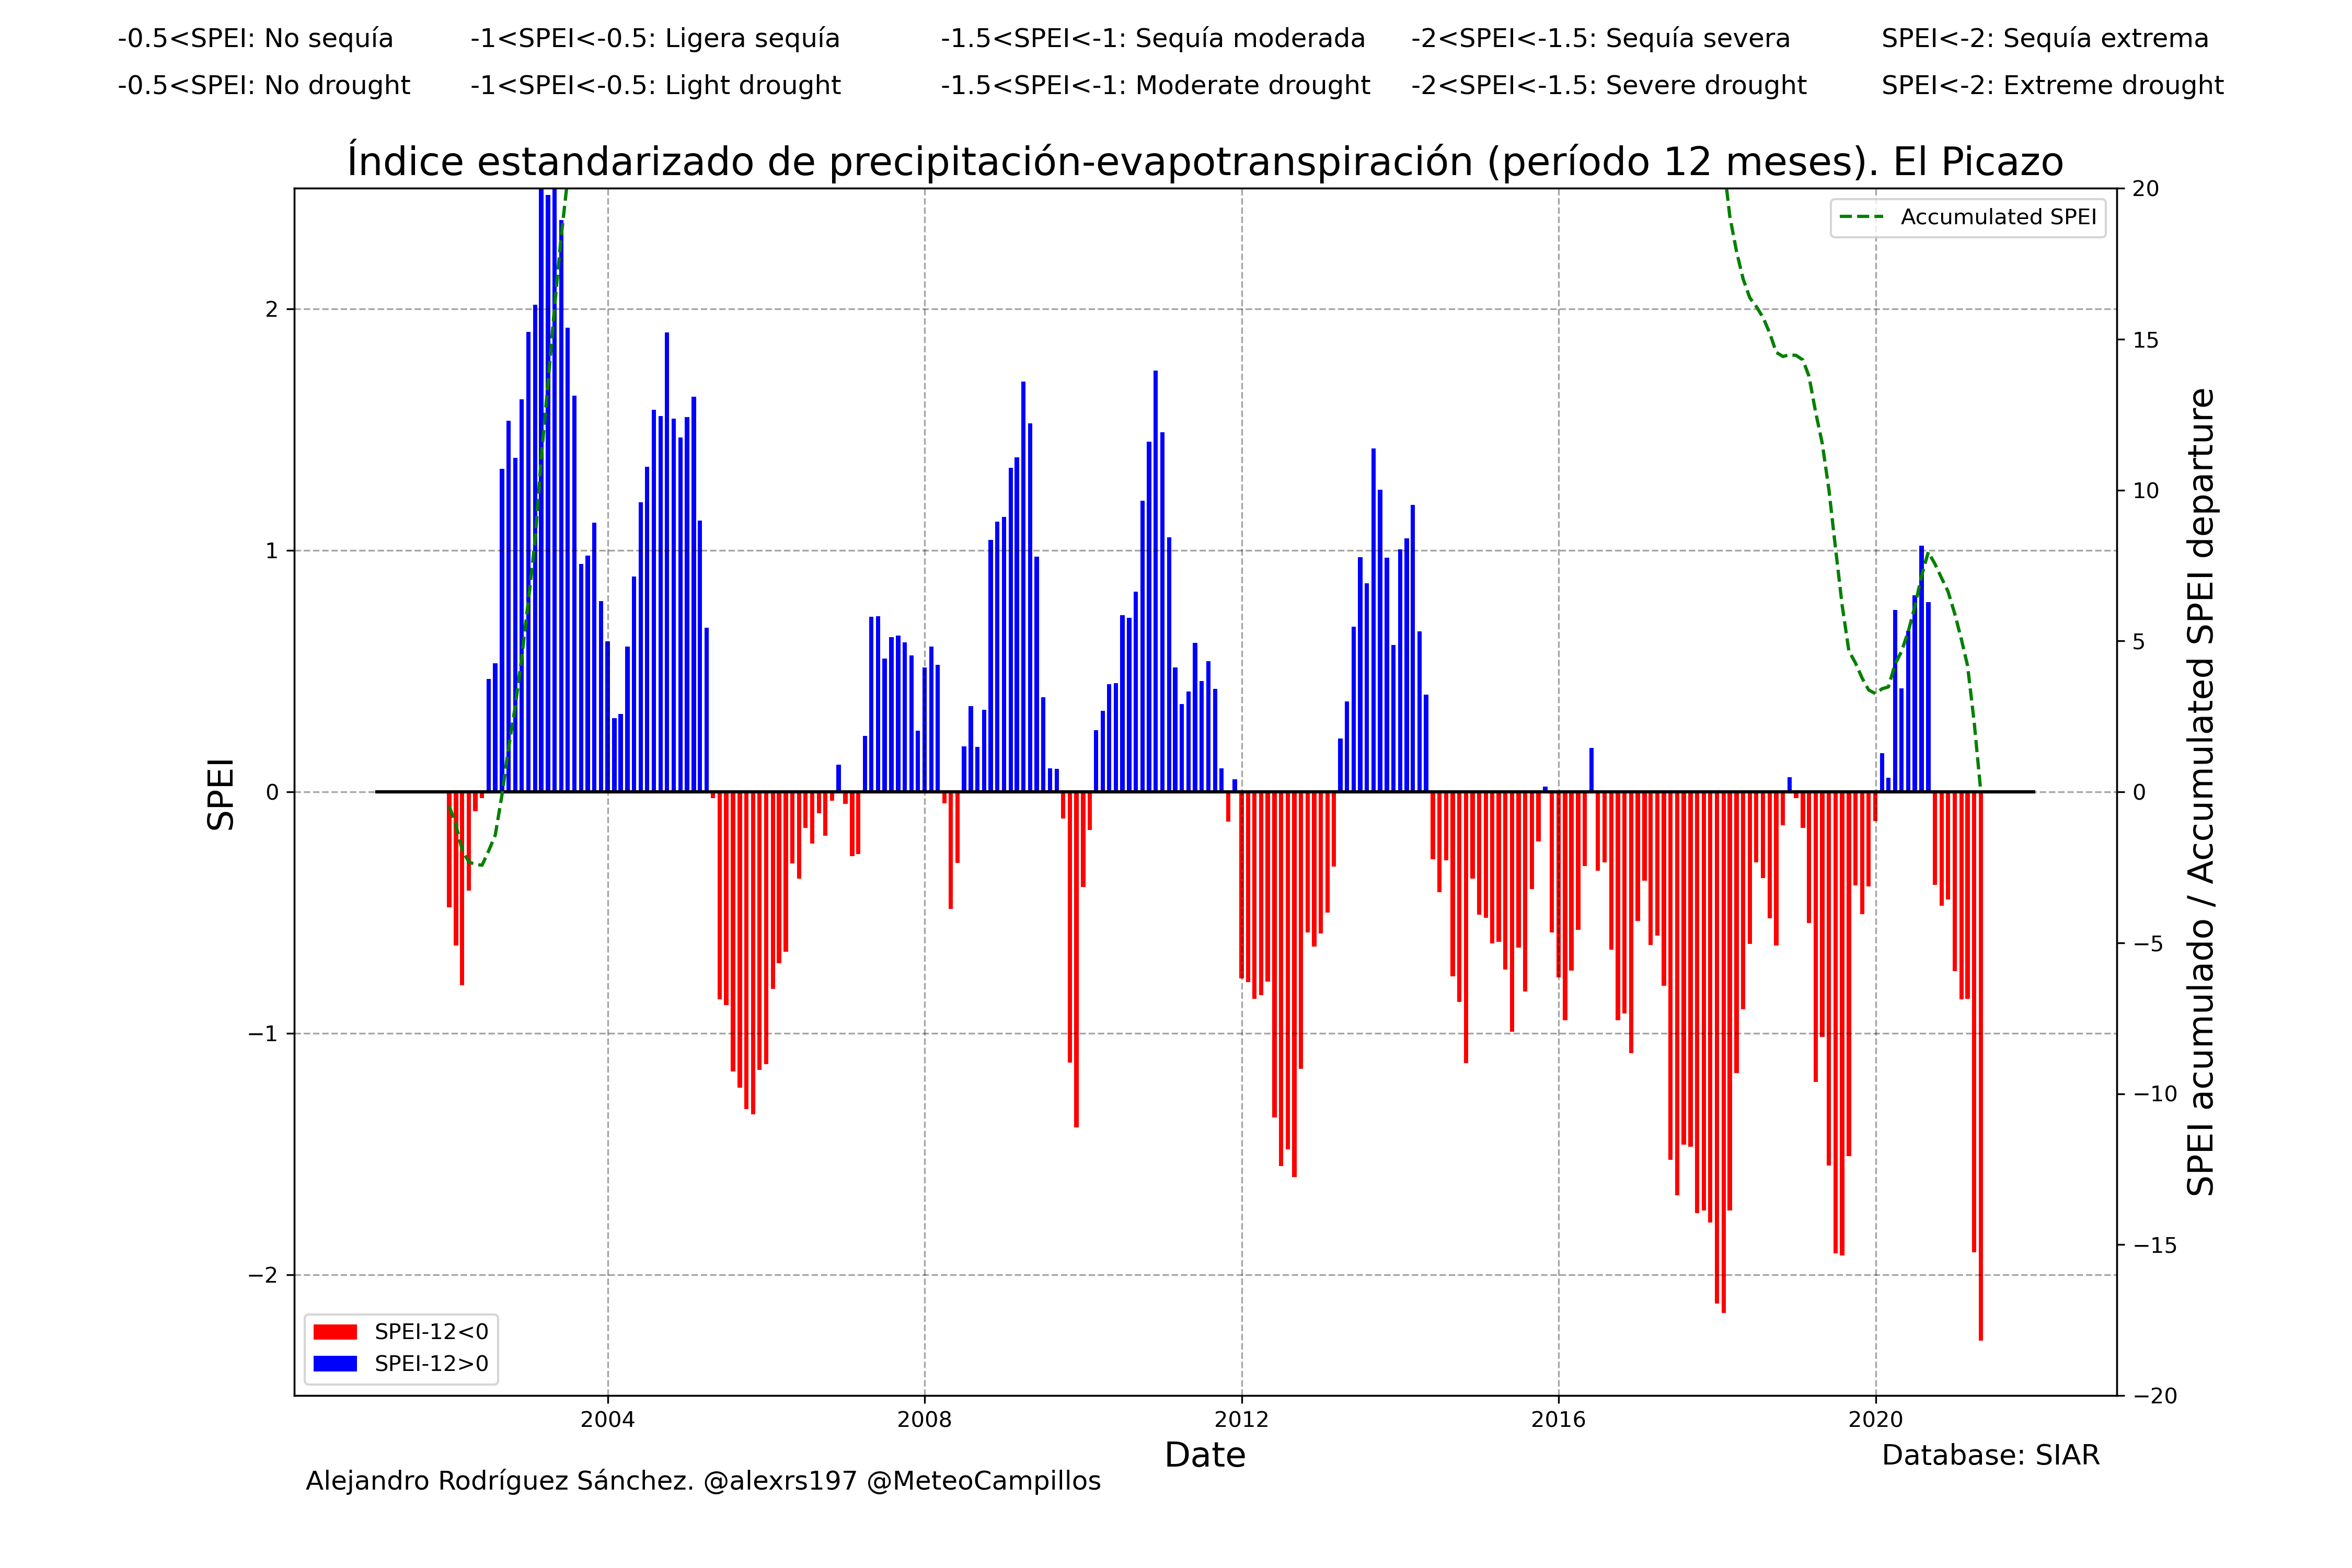 -0.5<SPEI: No sequía -1<SPEI<-0.5: Ligera sequía -1.5<SPEI<-1: Sequía moderada -2<SPEI<-1.5: Sequía severa SPEI<-2: Sequía extrema
-0.5<SPEI: No drought -1<SPEI<-0.5: Light drought -1.5<SPEI<-1: Moderate drought -2<SPEI<-1.5: Severe drought SPEI<-2: Extreme drought
Índice estandarizado de precipitación-evapotranspiración (período 12 meses). El Picazo
Accumulated SPEI
SPEI
2
1
0
−1
−2
20
15
10
5
0
−5
−10
−15
−20
SPEI acumulado / Accumulated SPEI departure
SPEI-12<0
SPEI-12>0
2004 2008 2012 2016 2020
Date
Database: SIAR
Alejandro Rodríguez Sánchez. @alexrs197 @MeteoCampillos